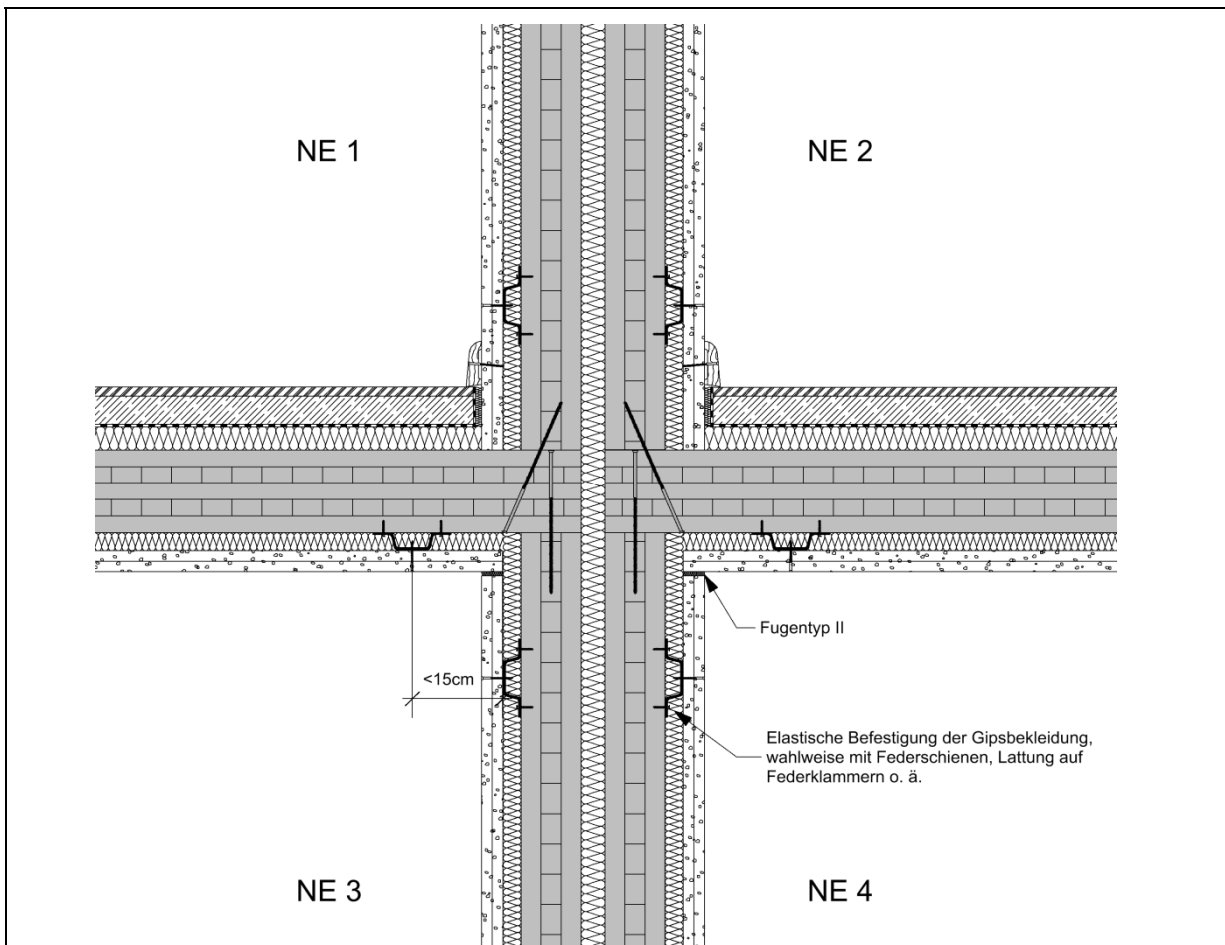 NE 1
NE 2
Fugentyp II
<15cm
Elastische Befestigung der Gipsbekleidung,
wahlweise mit Federschienen, Lattung auf
Federklammern o. ä.
NE 3
NE 4